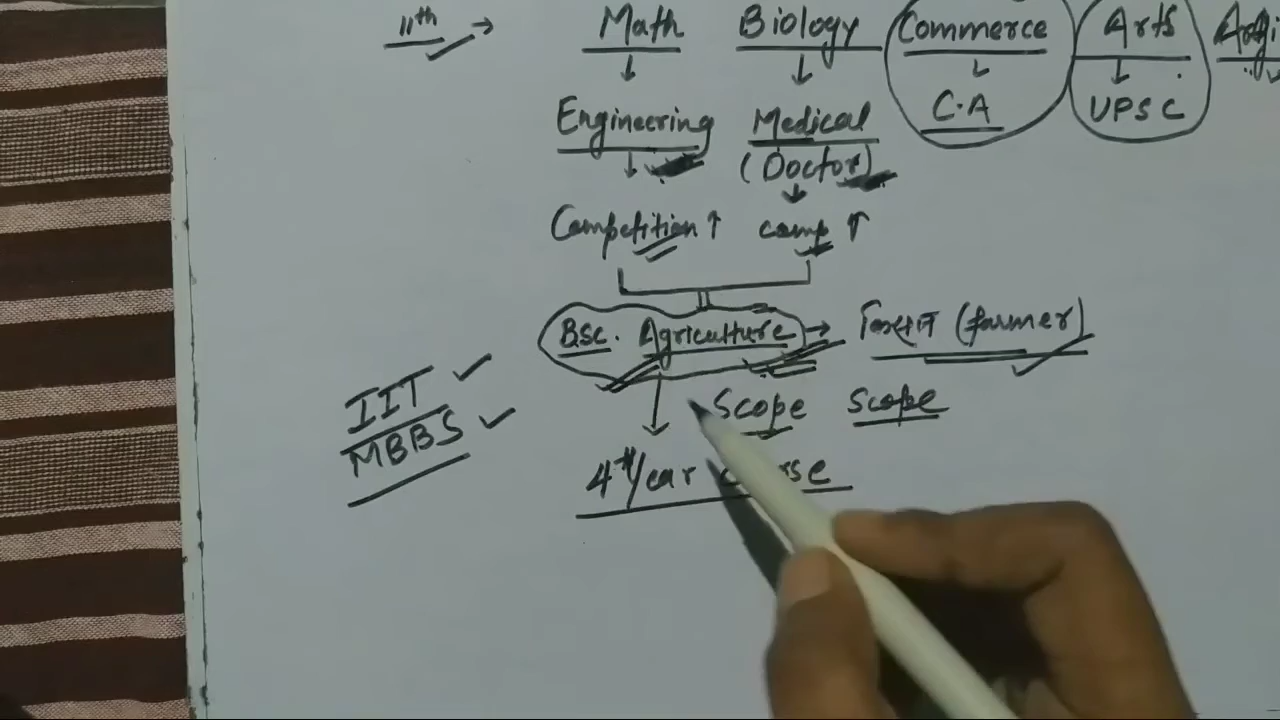 11th → Math Biology Commerce Arts
Engineering Medical C.A UPSC
(Doctor)
Competition ↑ comp ↑
BSc. Agriculture → किसान (farmer)
IIT Scope Scope
MBBS 4th year